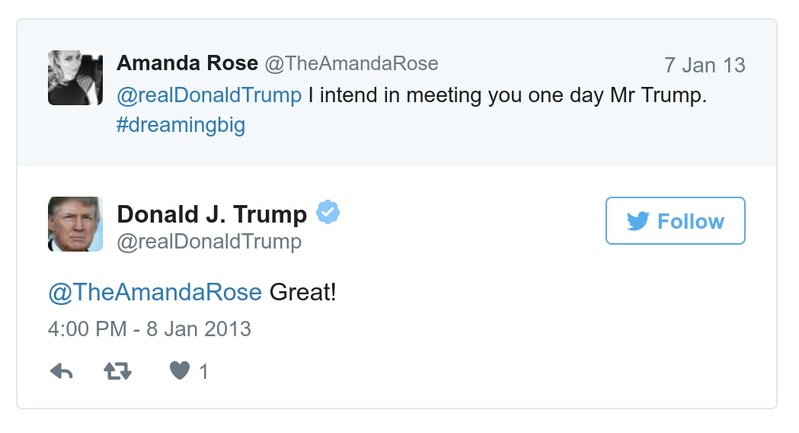 Amanda Rose @TheAmandaRose 7 Jan 13
@realDonaldTrump I intend in meeting you one day Mr Trump.
#dreamingbig
Donald J. Trump
@realDonaldTrump
Follow
@TheAmandaRose Great!
4:00 PM - 8 Jan 2013
1